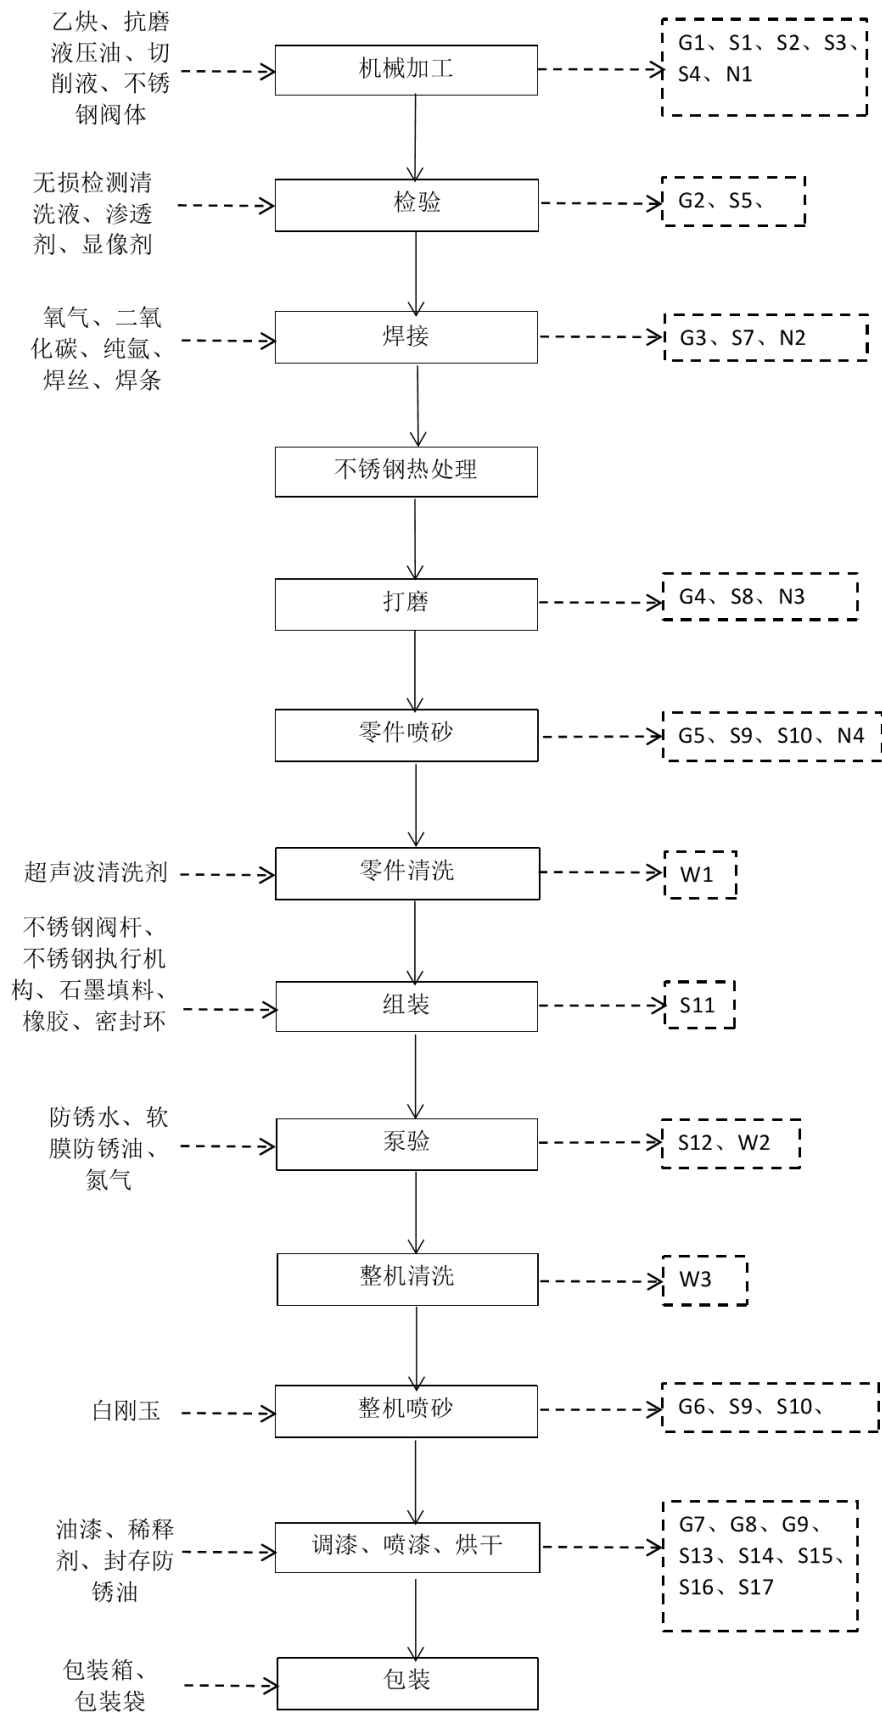 乙炔、抗磨
液压油、切
削液、不锈
钢阀体
机械加工
G1、S1、S2、S3、
S4、N1
无损检测清
洗液、渗透
剂、显像剂
检验
G2、S5、
氧气、二氧
化碳、纯氩、
焊丝、焊条
焊接
G3、S7、N2
不锈钢热处理
打磨
G4、S8、N3
零件喷砂
G5、S9、S10、N4
超声波清洗剂
零件清洗
W1
不锈钢阀杆、
不锈钢执行机
构、石墨填料、
橡胶、密封环
组装
S11
防锈水、软
膜防锈油、
氮气
泵验
S12、W2
整机清洗
W3
白刚玉
整机喷砂
G6、S9、S10、
油漆、稀释
剂、封存防
锈油
调漆、喷漆、烘干
G7、G8、G9、
S13、S14、S15、
S16、S17
包装箱、
包装袋
包装